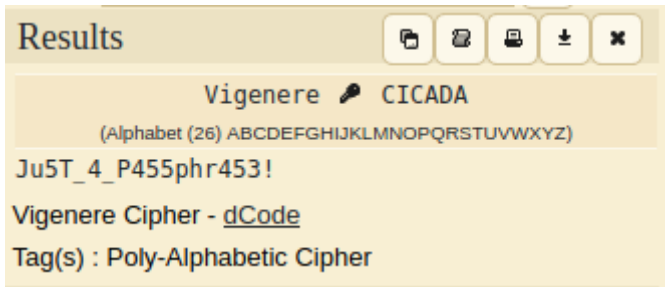 Results
Vigenere CICADA
(Alphabet (26) ABCDEFGHIJKLMNOPQRSTUVWXYZ)
Ju5T_4_P455phr453!
Vigenere Cipher - dCode
Tag(s) : Poly-Alphabetic Cipher